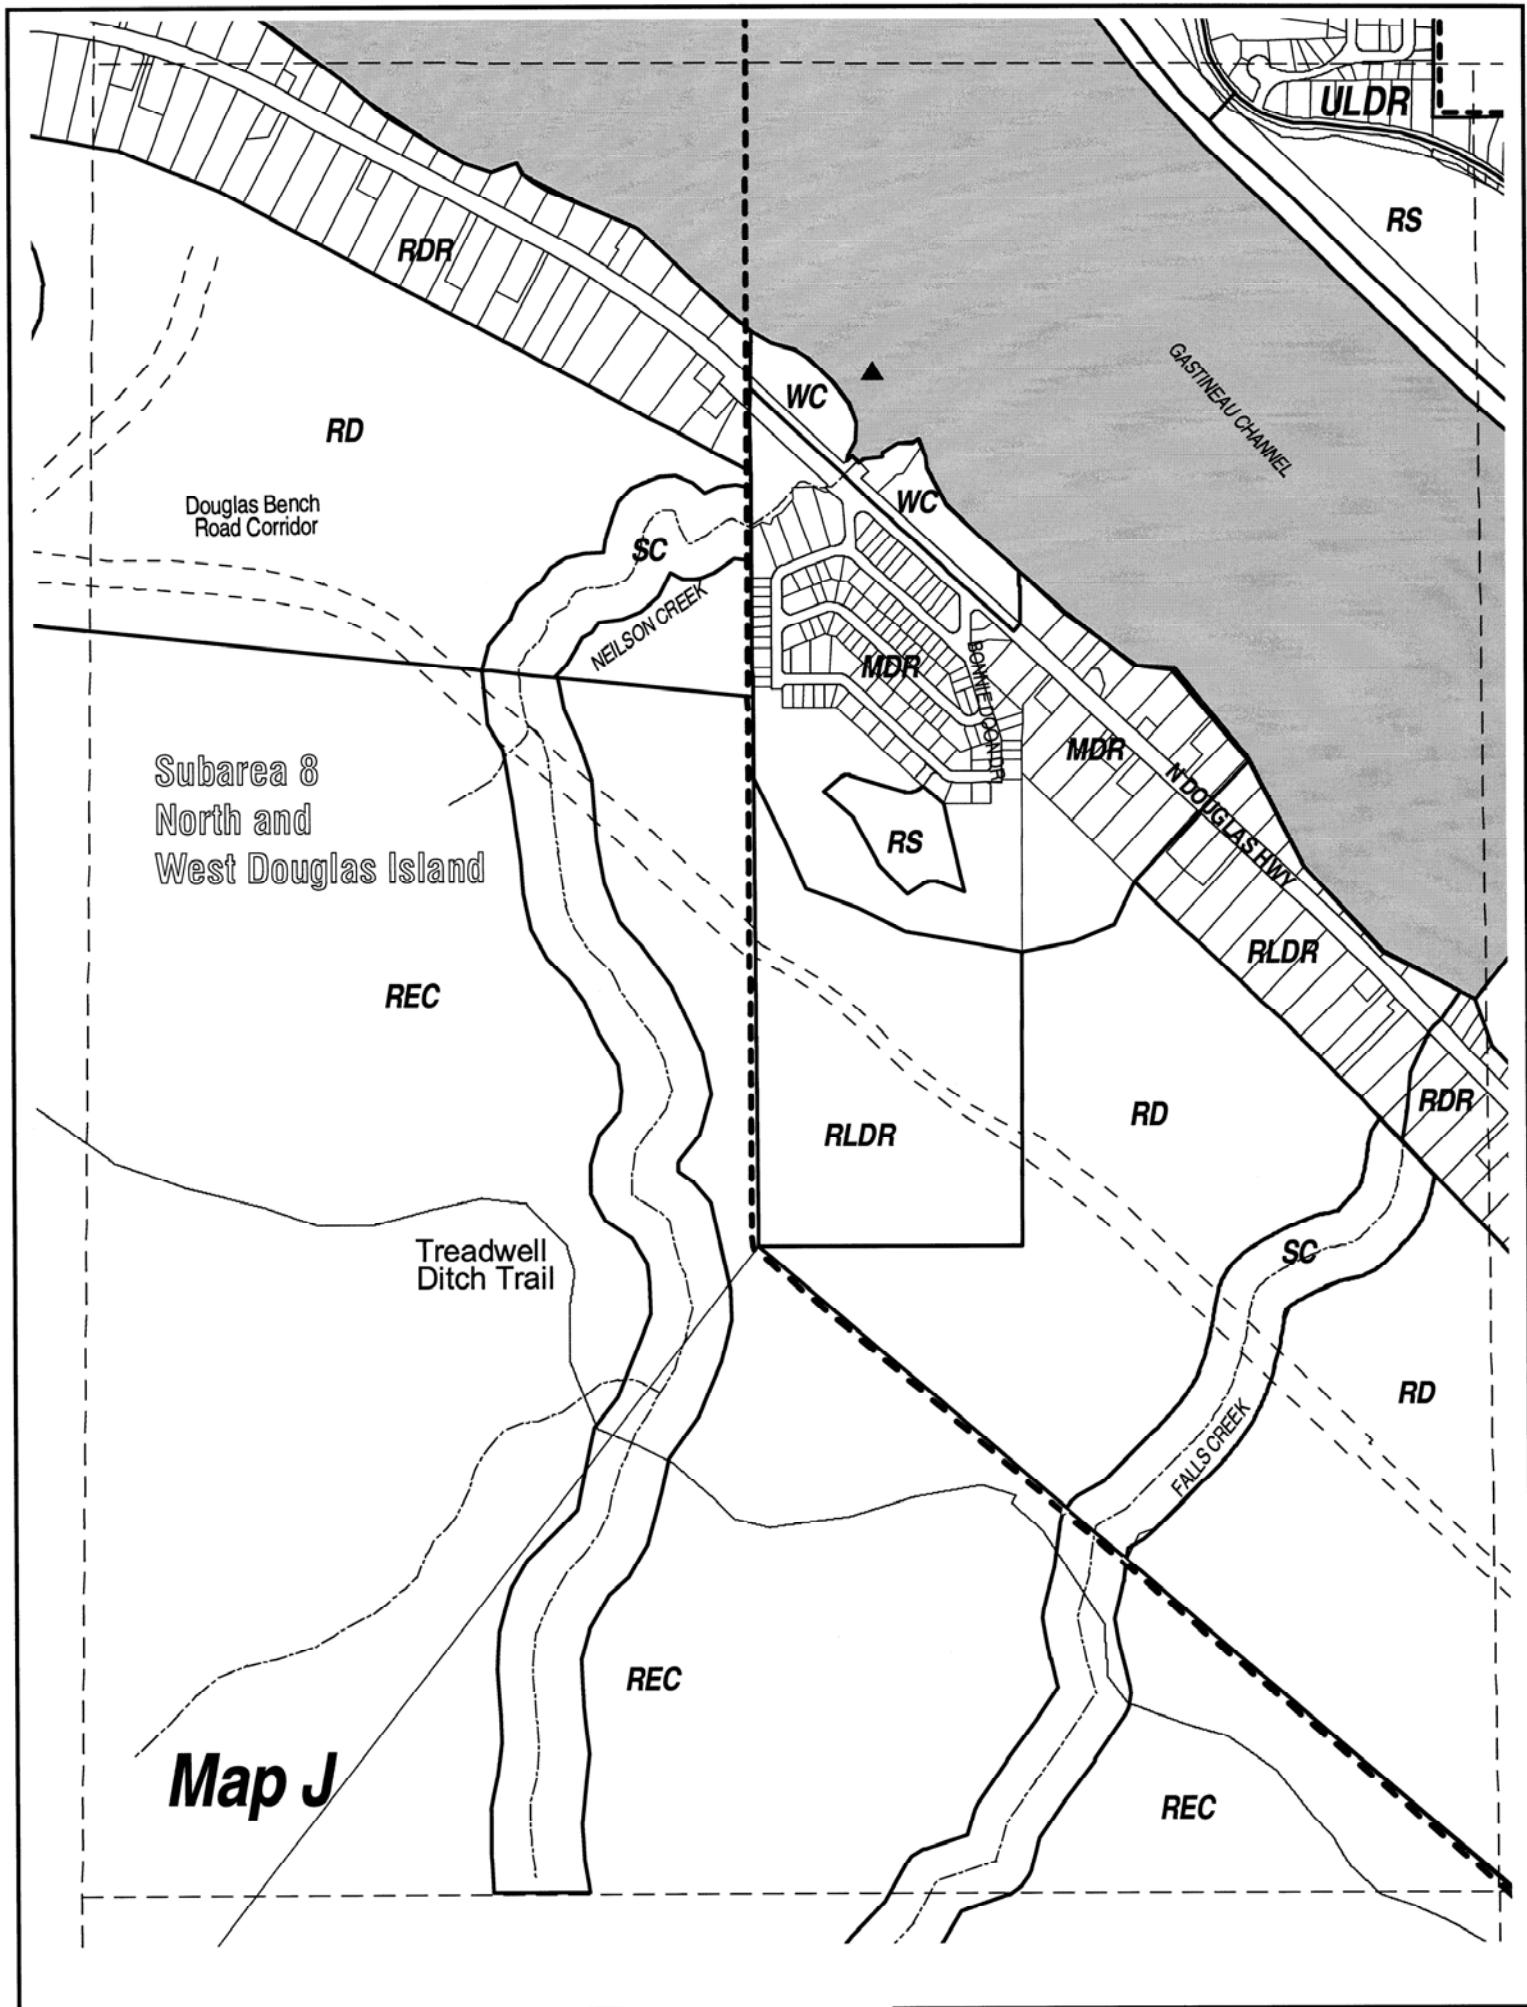 ULDR
RS
RDR
GASTINEAU CHANNEL
WC
RD
WC
Douglas Bench
Road Corridor
SC
NEILSON CREEK
MDR
BONNIE DOON DR
MDR
Subarea 8
North and
West Douglas Island
N DOUGLAS HWY
RS
RLDR
REC
RDR
RD
RLDR
Treadwell
Ditch Trail
SC
RD
FALLS CREEK
REC
Map J
REC